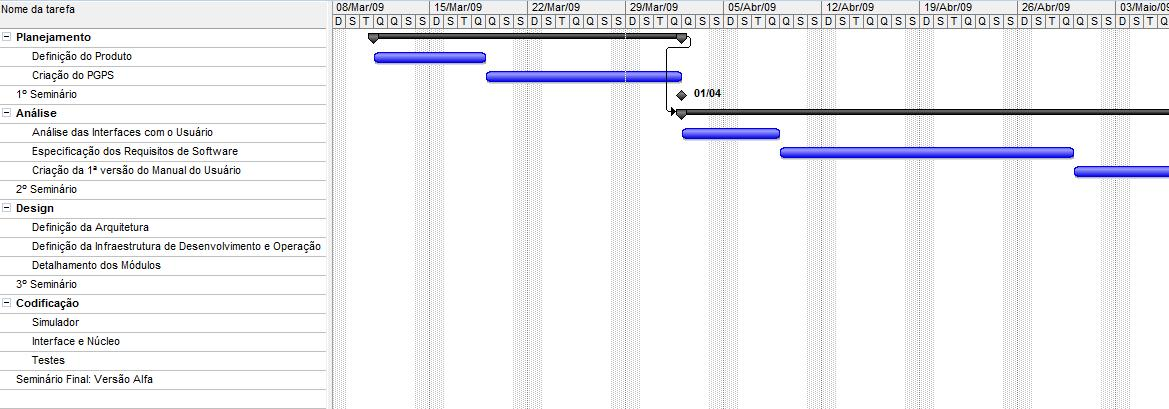 Nome da tarefa
08/Mar/09 15/Mar/09 22/Mar/09 29/Mar/09 05/Abr/09 12/Abr/09 19/Abr/09 26/Abr/09 03/Maio/0
D S T Q Q S S D S T Q Q S S D S T Q Q S S D S T Q Q S S D S T Q Q S S D S T Q Q S S D S T Q Q S S D S T Q Q S S D S T Q
Planejamento
Definição do Produto
Criação do PGPS
1º Seminário 01/04
Análise
Análise das Interfaces com o Usuário
Especificação dos Requisitos de Software
Criação da 1ª versão do Manual do Usuário
2º Seminário
Design
Definição da Arquitetura
Definição da Infraestrutura de Desenvolvimento e Operação
Detalhamento dos Módulos
3º Seminário
Codificação
Simulador
Interface e Núcleo
Testes
Seminário Final: Versão Alfa